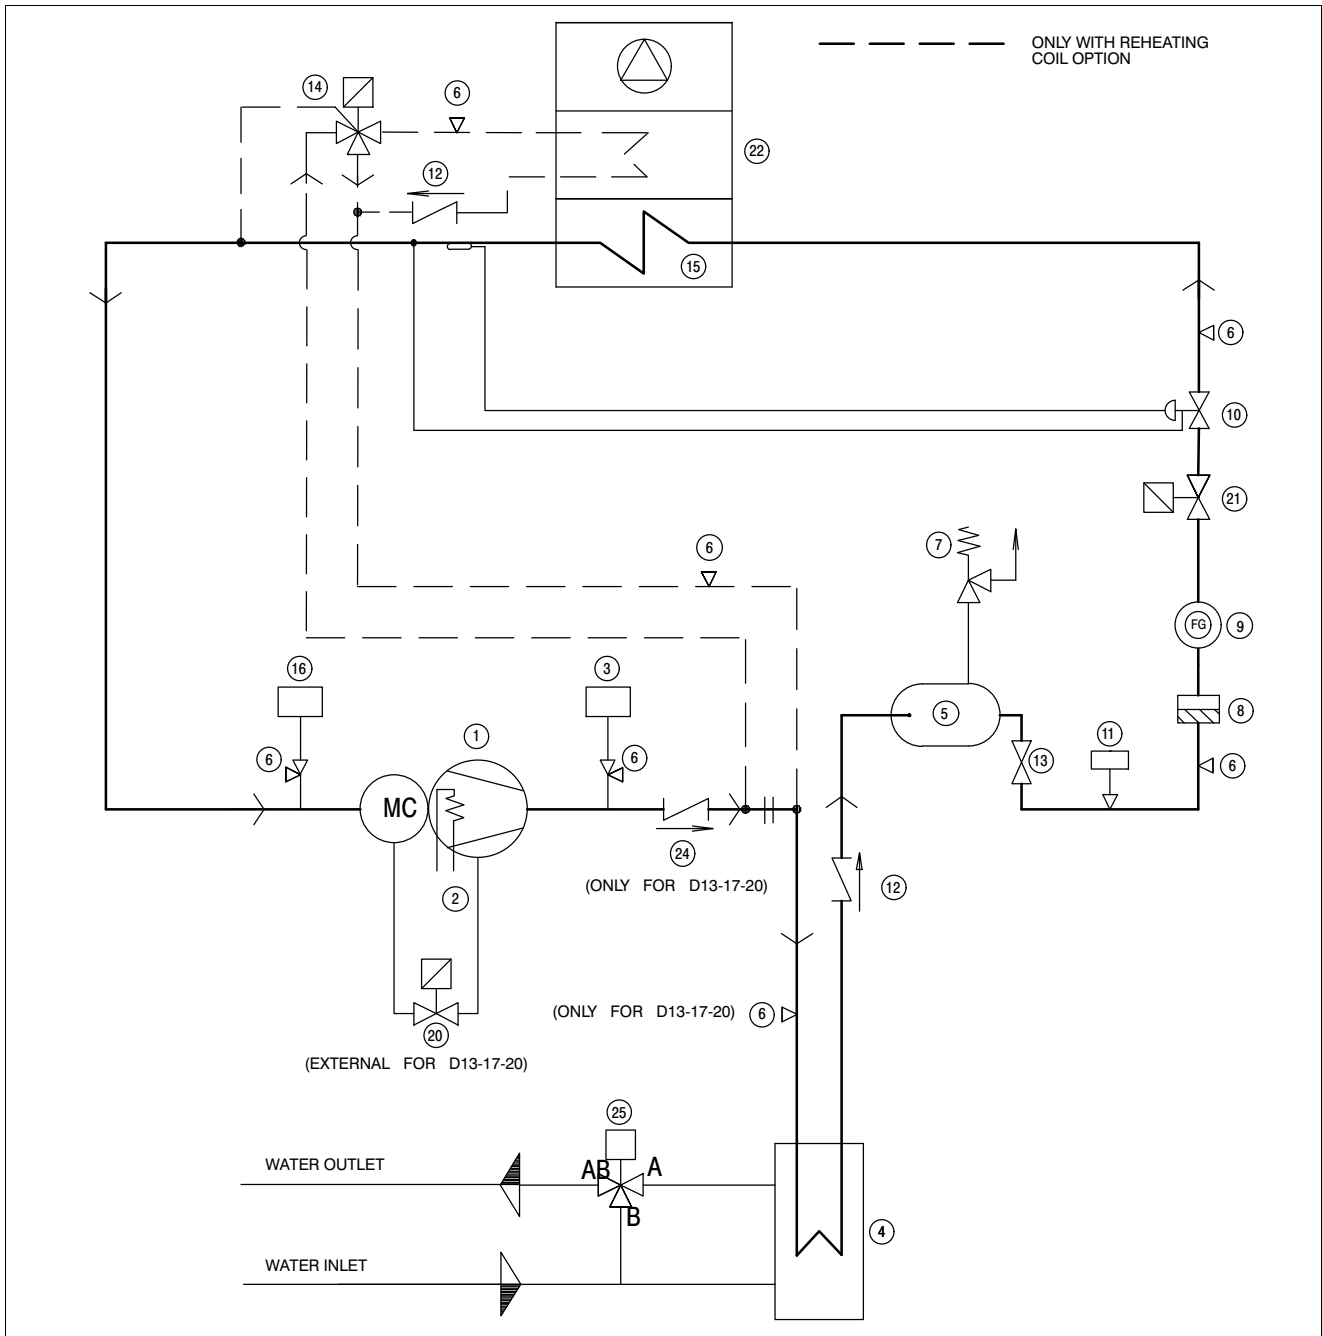 ONLY WITH REHEATING
COIL OPTION
14
6
22
12
15
6
10
21
7
6
FG
9
16
3
5
8
1
11
6
6
13
6
MC
24
(ONLY FOR D13-17-20)
12
2
(ONLY FOR D13-17-20)
6
20
(EXTERNAL FOR D13-17-20)
25
WATER OUTLET
AB
A
B
4
WATER INLET